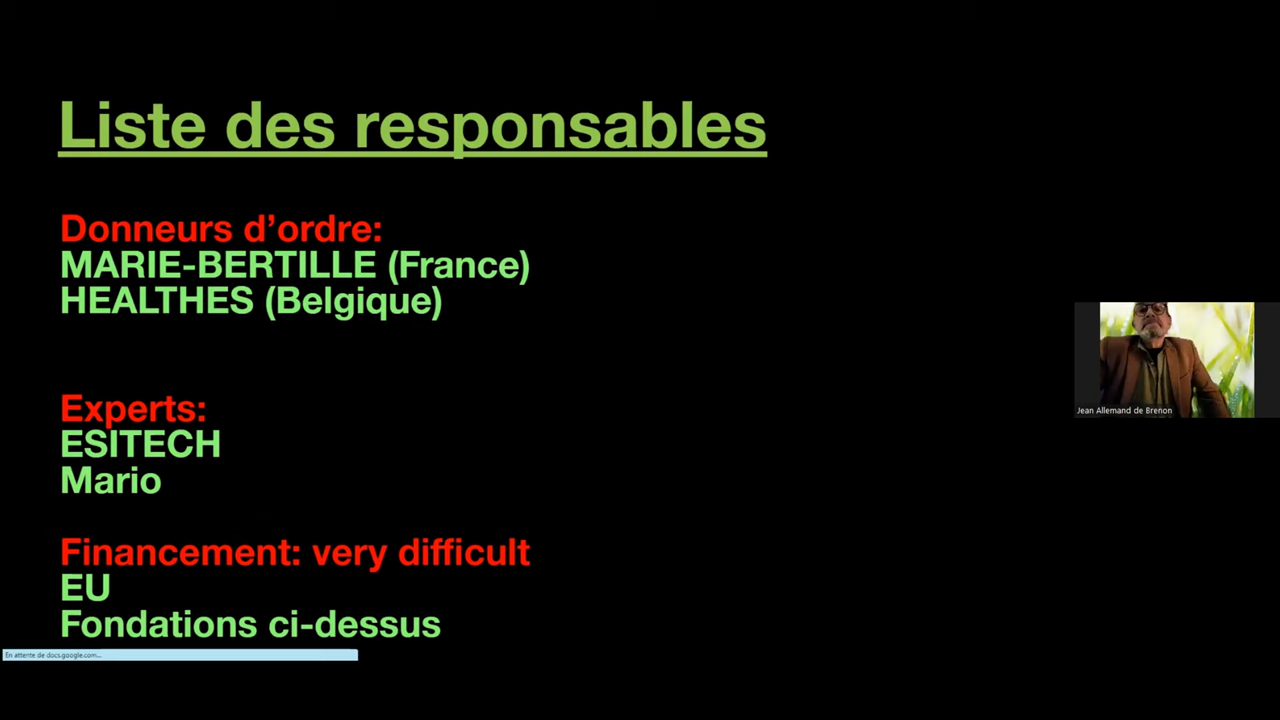 Liste des responsables
Donneurs d’ordre:
MARIE-BERTILLE (France)
HEALTHES (Belgique)
Experts:
ESITECH
Mario
Financement: very difficult
EU
Fondations ci-dessus
Jean Allemand de Brenon
En attente de docs.google.com...